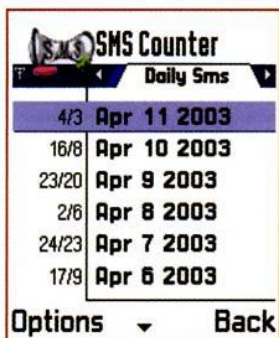 SMS
SMS Counter
Daily Sms
4/3 Apr 11 2003
16/8 Apr 10 2003
23/20 Apr 9 2003
2/6 Apr 8 2003
24/23 Apr 7 2003
17/9 Apr 6 2003
Options Back